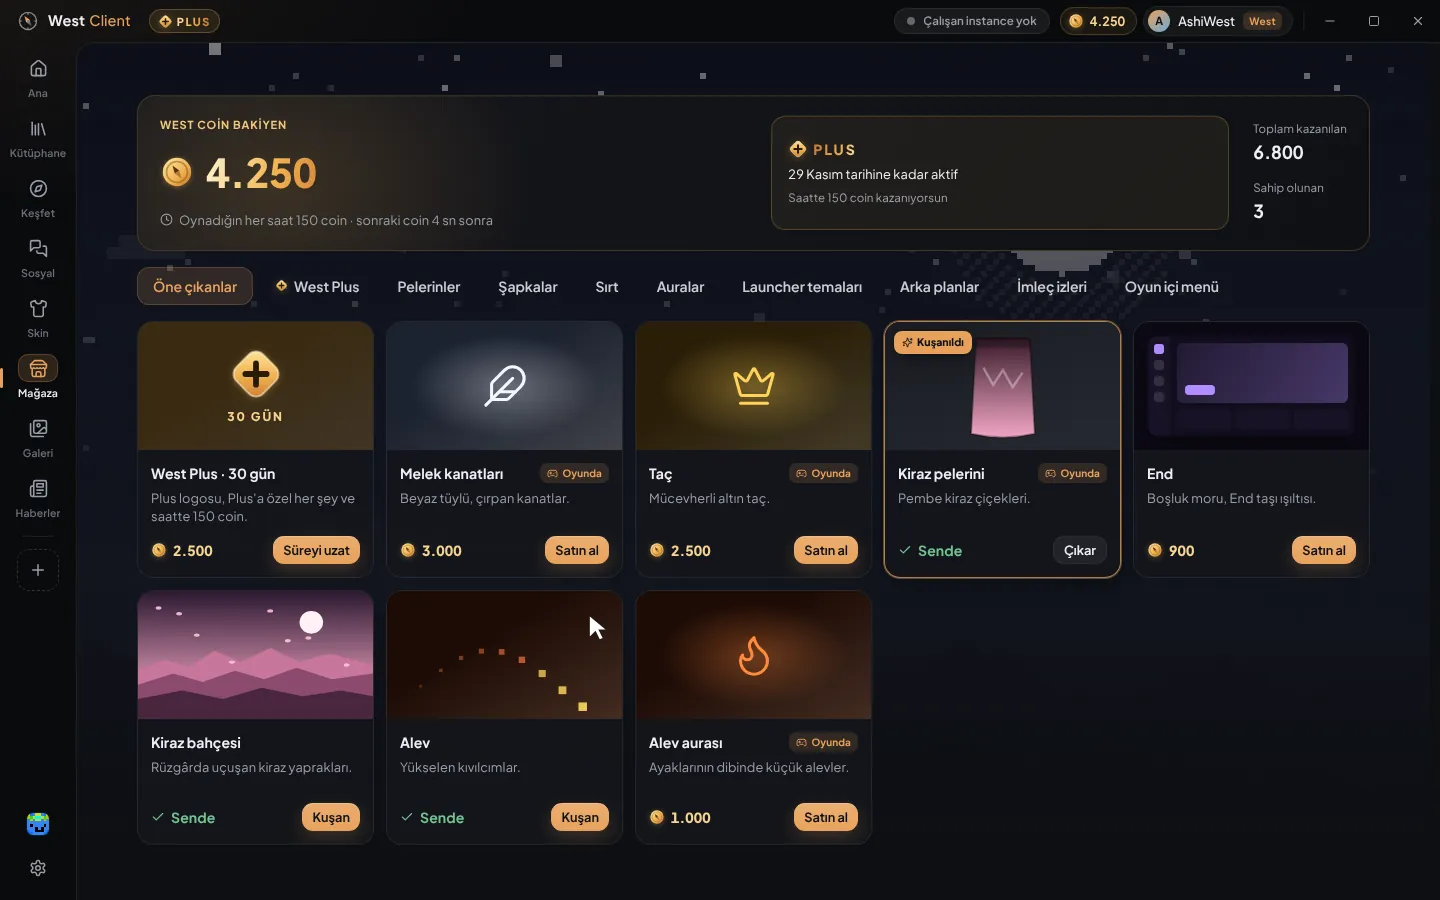 West Client
PLUS
Çalışan instance yok
4.250
A
AshiWest
West
Ana
Kütüphane
Keşfet
Sosyal
Skin
Mağaza
Galeri
Haberler
WEST COİN BAKİYEN
4.250
Oynadığın her saat 150 coin · sonraki coin 4 sn sonra
PLUS
29 Kasım tarihine kadar aktif
Saatte 150 coin kazanıyorsun
Toplam kazanılan
6.800
Sahip olunan
3
Öne çıkanlar
West Plus
Pelerinler
Şapkalar
Sırt
Auralar
Launcher temaları
Arka planlar
İmleç izleri
Oyun içi menü
30 GÜN
West Plus · 30 gün
Plus logosu, Plus'a özel her şey ve
saatte 150 coin.
2.500
Süreyi uzat
Melek kanatları
Oyunda
Beyaz tüylü, çırpan kanatlar.
3.000
Satın al
Taç
Oyunda
Mücevherli altın taç.
2.500
Satın al
Kuşanıldı
Kiraz pelerini
Oyunda
Pembe kiraz çiçekleri.
Sende
Çıkar
End
Boşluk moru, End taşı ışıltısı.
900
Satın al
Kiraz bahçesi
Rüzgârda uçuşan kiraz yaprakları.
Sende
Kuşan
Alev
Yükselen kıvılcımlar.
Sende
Kuşan
Alev aurası
Oyunda
Ayaklarının dibinde küçük alevler.
1.000
Satın al